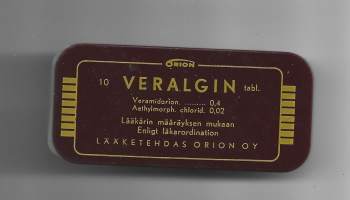 ORION
10 VERALGIN tabl.
Veramidorion. ......... 0,4
Aethylmorph. chlorid. 0,02
Lääkärin määräyksen mukaan
Enligt läkarordination
LÄÄKETEHDAS ORION OY